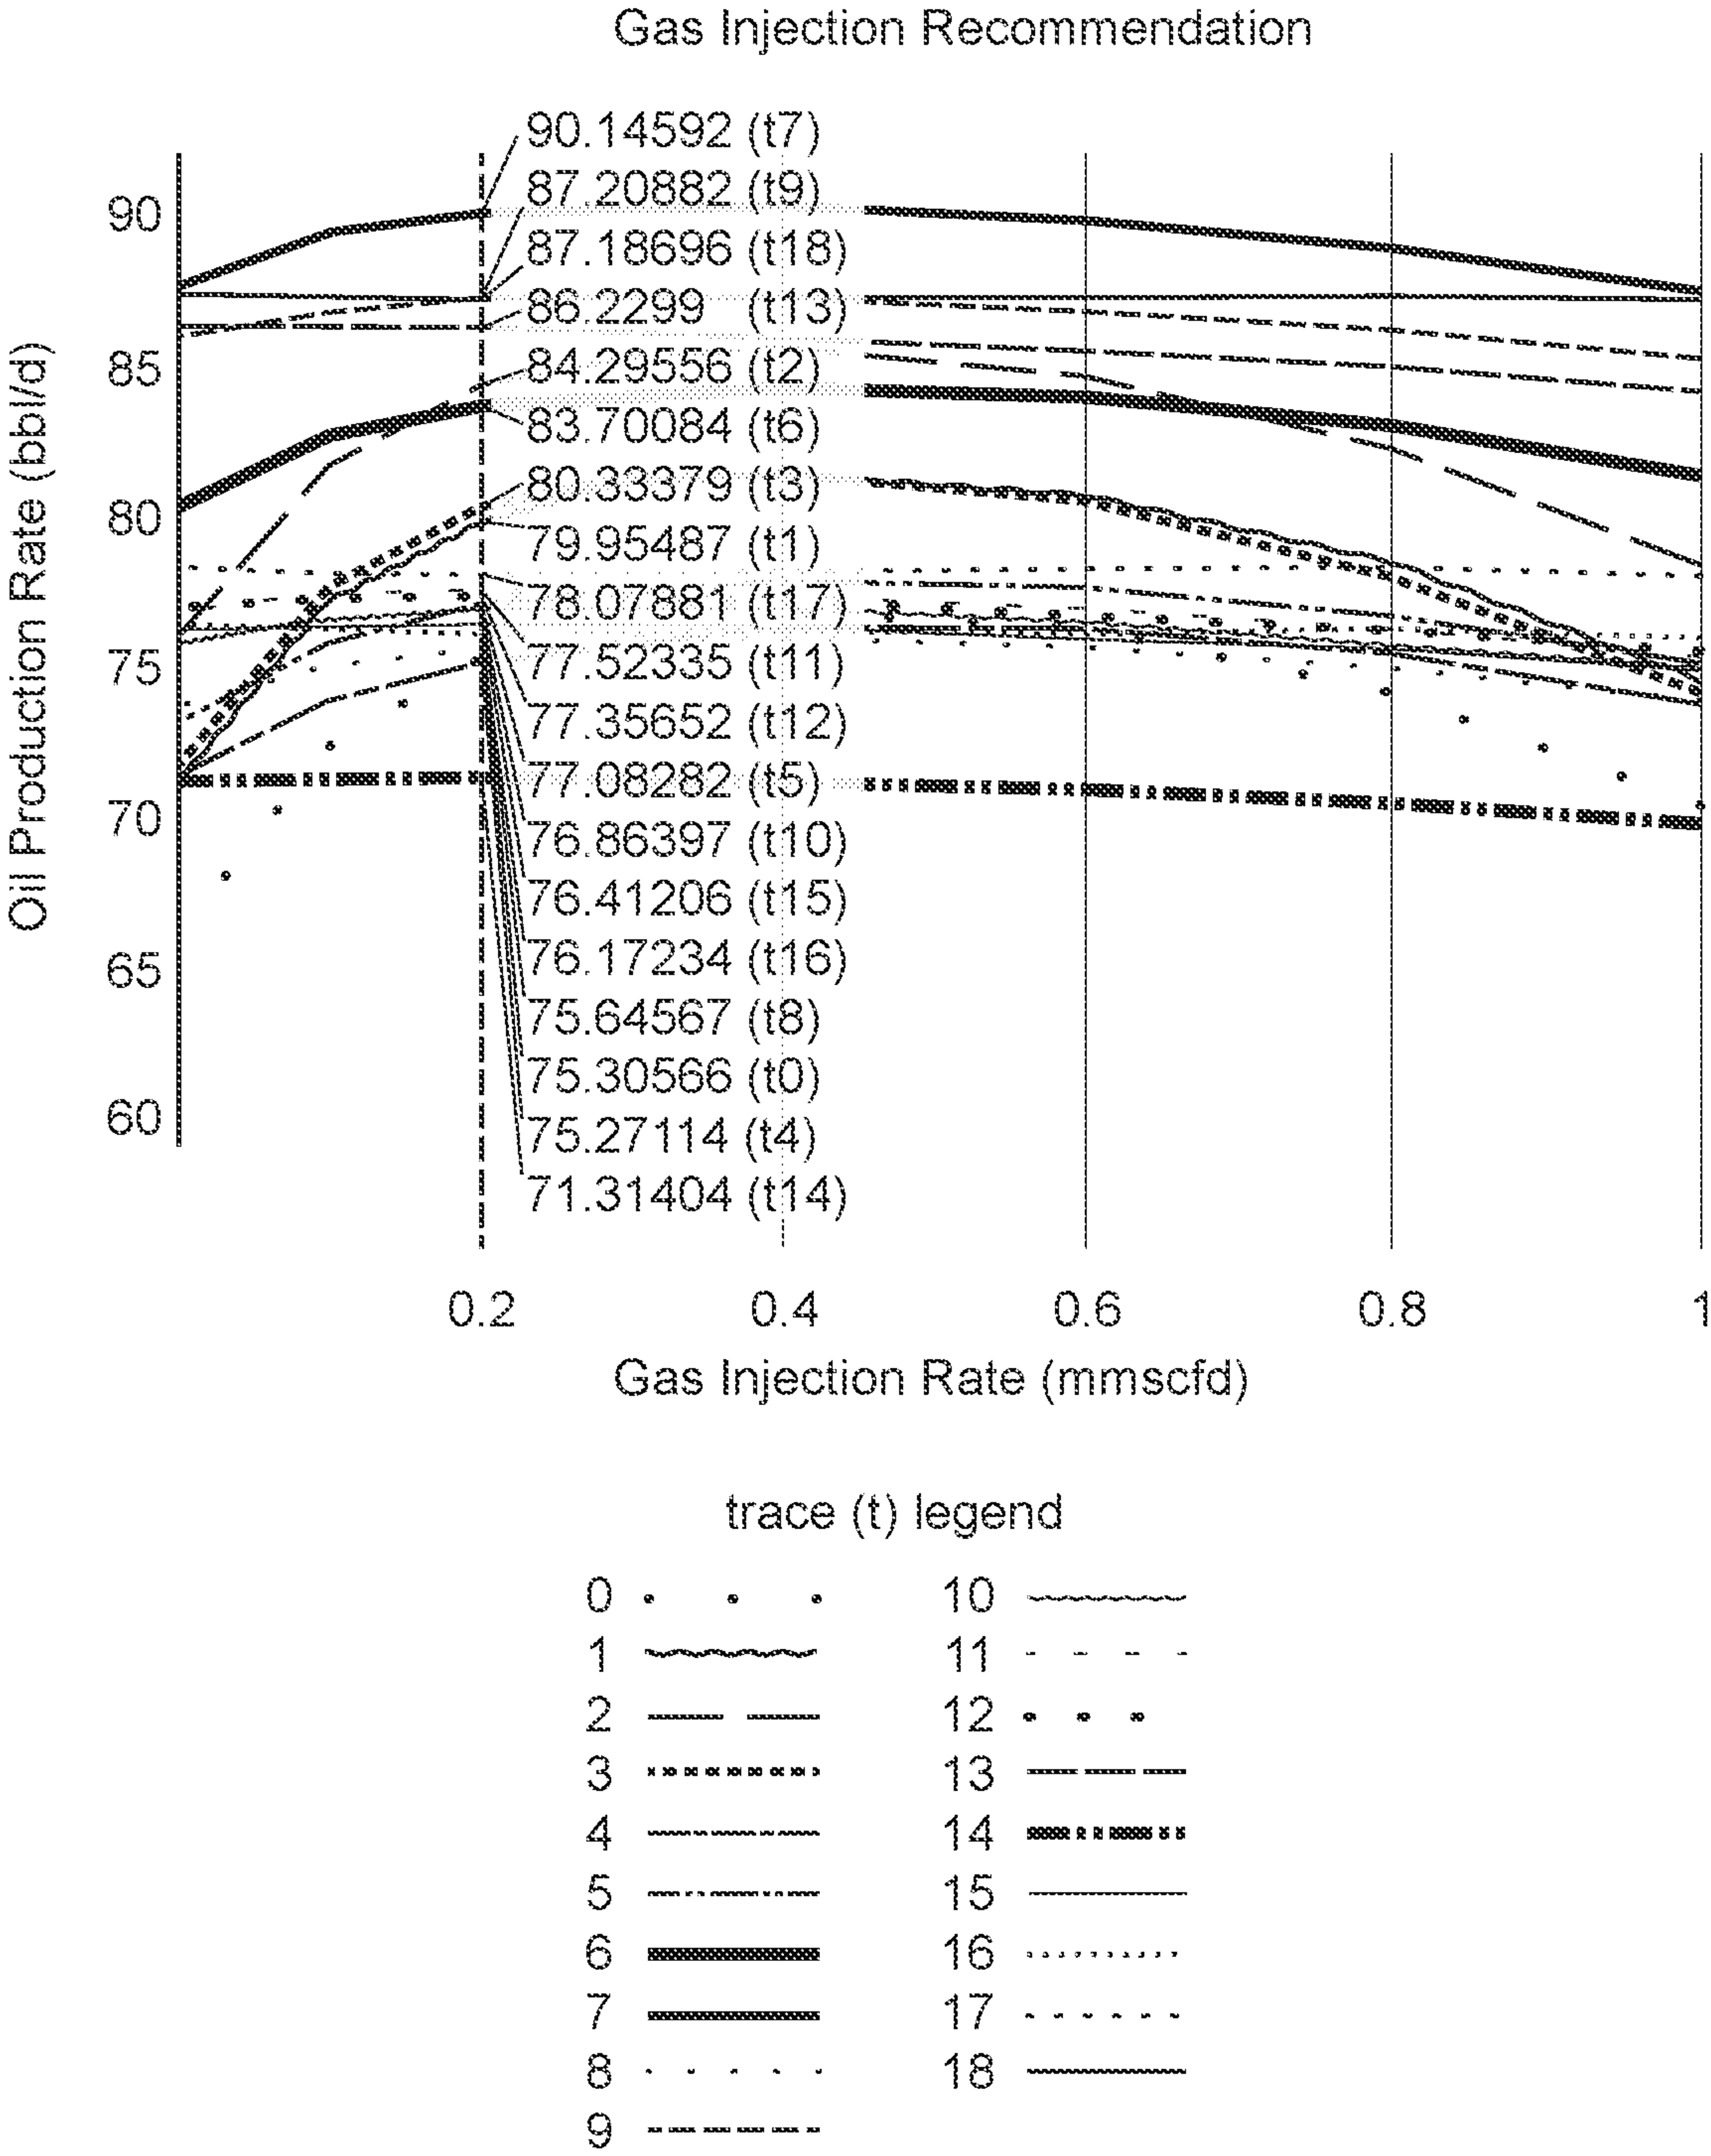 Gas Injection Recommendation
90.14592 (t7)
87.20882 (t9)
87.18696 (t18)
86.2299 (t13)
84.29556 (t2)
83.70084 (t6)
80.33379 (t3)
79.95487 (t1)
78.07881 (t17)
77.52335 (t11)
77.35652 (t12)
77.08282 (t5)
76.86397 (t10)
76.41206 (t15)
76.17234 (t16)
75.64567 (t8)
75.30566 (t0)
75.27114 (t4)
71.31404 (t14)
Oil Production Rate (bbl/d)
90
85
80
75
70
65
60
0.2 0.4 0.6 0.8 1
Gas Injection Rate (mmscfd)
trace (t) legend
0 10
1 11
2 12
3 13
4 14
5 15
6 16
7 17
8 18
9